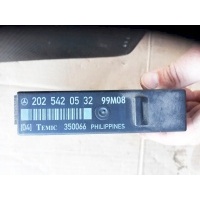 202 542 05 32 99M08
TEMIC 350066 PHILIPPINES